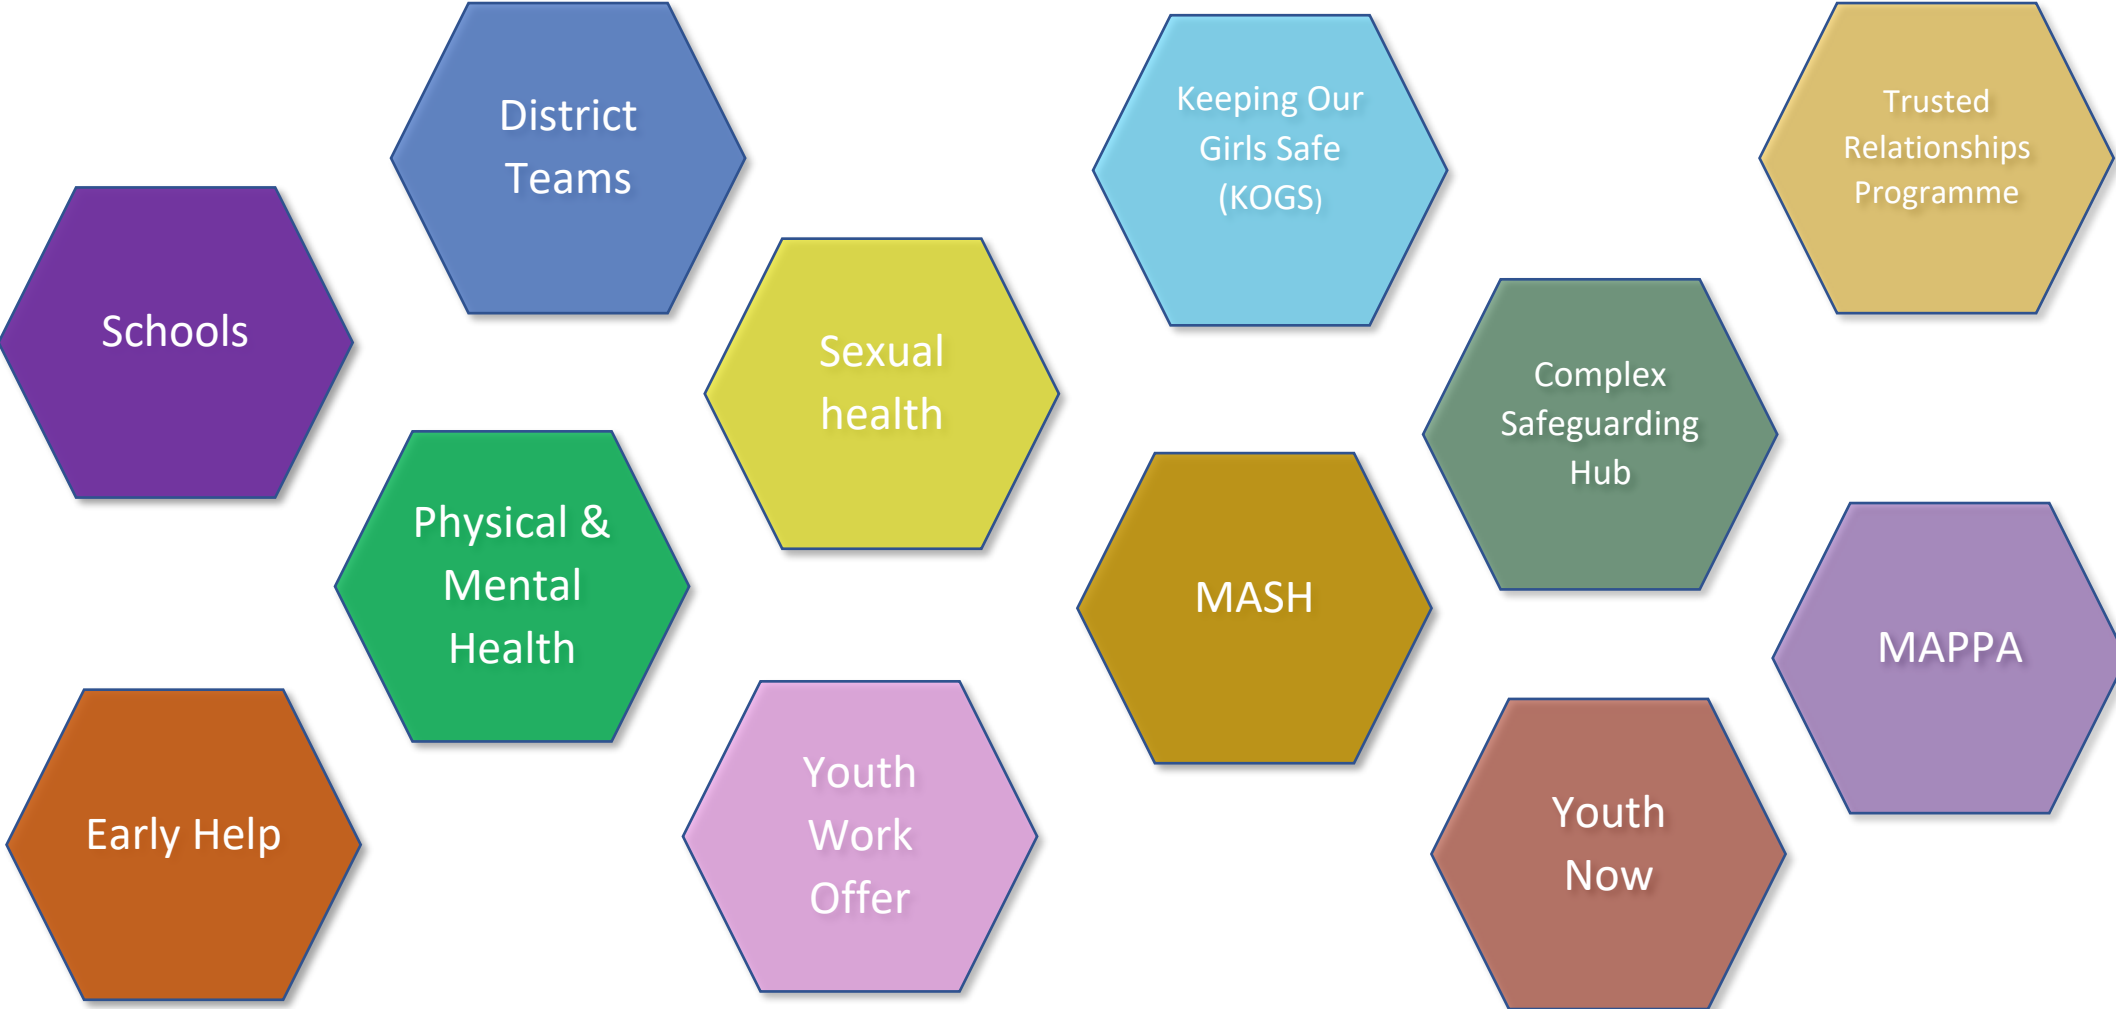 District
Teams
Keeping Our
Girls Safe
(KOGS)
Trusted
Relationships
Programme
Schools
Sexual
health
Complex
Safeguarding
Hub
Physical &
Mental
Health
MASH
MAPPA
Early Help
Youth
Work
Offer
Youth
Now